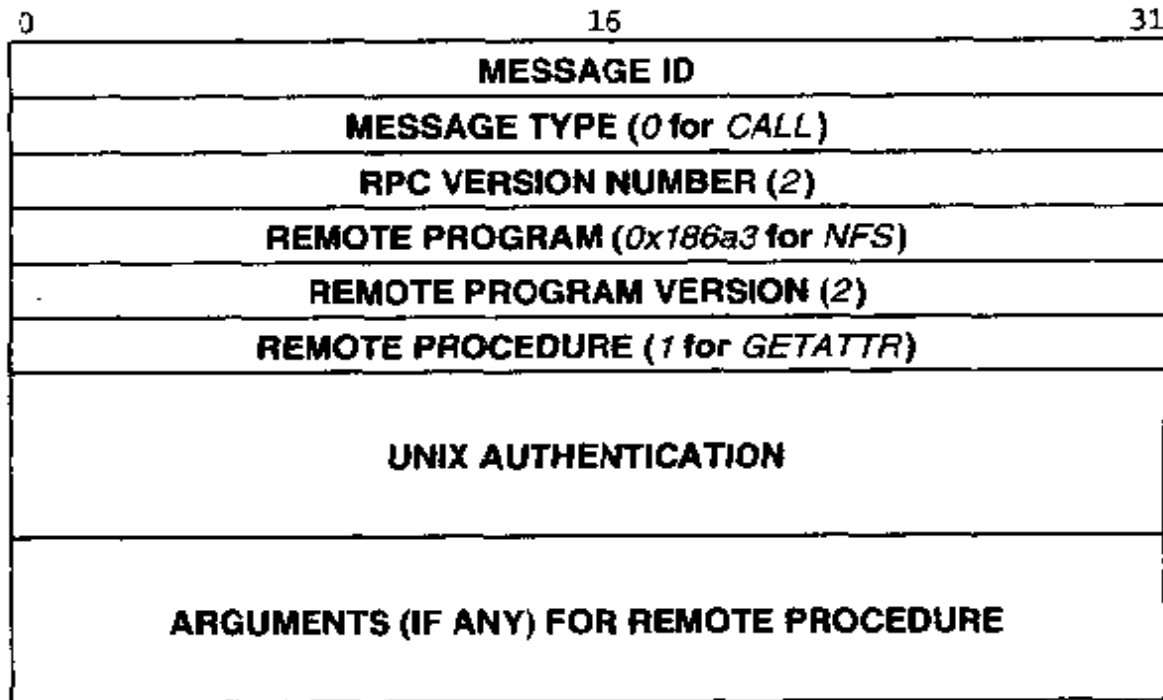 0 16 31
MESSAGE ID
MESSAGE TYPE (0 for CALL)
RPC VERSION NUMBER (2)
REMOTE PROGRAM (0x186a3 for NFS)
REMOTE PROGRAM VERSION (2)
REMOTE PROCEDURE (1 for GETATTR)
UNIX AUTHENTICATION
ARGUMENTS (IF ANY) FOR REMOTE PROCEDURE